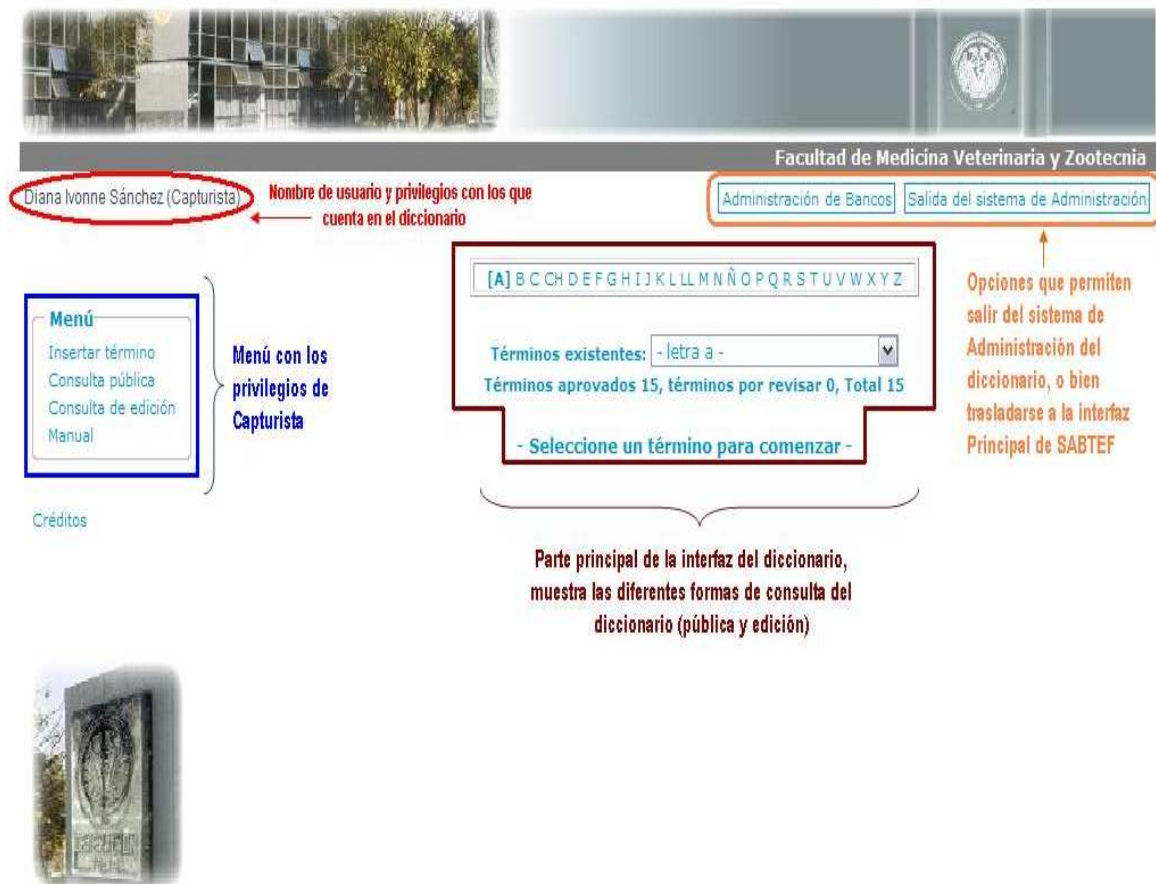 Facultad de Medicina Veterinaria y Zootecnia
Diana Ivonne Sánchez (Capturista)
Nombre de usuario y privilegios con los que
cuenta en el diccionario
Administración de Bancos
Salida del sistema de Administración
[A] B C CH D E F G H I J K L LL M N Ñ O P Q R S T U V W X Y Z
Términos existentes: - letra a -
Términos aprovados 15, términos por revisar 0, Total 15
- Seleccione un término para comenzar -
Opciones que permiten
salir del sistema de
Administración del
diccionario, o bien
trasladarse a la interfaz
Principal de SABTEF
Menú
Insertar término
Consulta pública
Consulta de edición
Manual
Menú con los
privilegios de
Capturista
Créditos
Parte principal de la interfaz del diccionario,
muestra las diferentes formas de consulta del
diccionario (pública y edición)